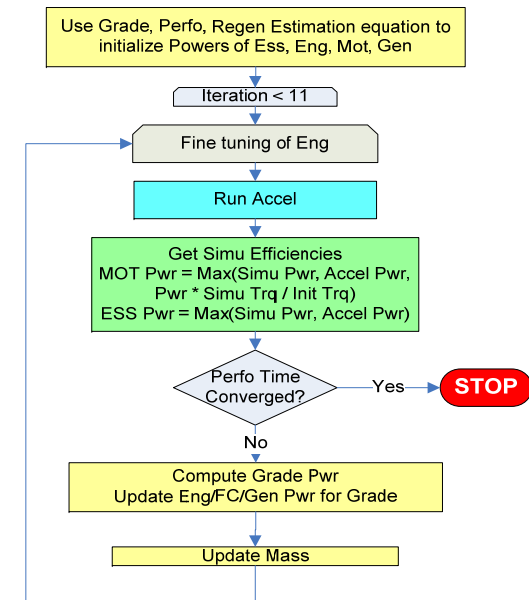 Use Grade, Perfo, Regen Estimation equation to
initialize Powers of Ess, Eng, Mot, Gen
Iteration < 11
Fine tuning of Eng
Run Accel
Get Simu Efficiencies
MOT Pwr = Max(Simu Pwr, Accel Pwr,
Pwr * Simu Trq / Init Trq)
ESS Pwr = Max(Simu Pwr, Accel Pwr)
Perfo Time
Converged?
Yes
STOP
No
Compute Grade Pwr
Update Eng/FC/Gen Pwr for Grade
Update Mass